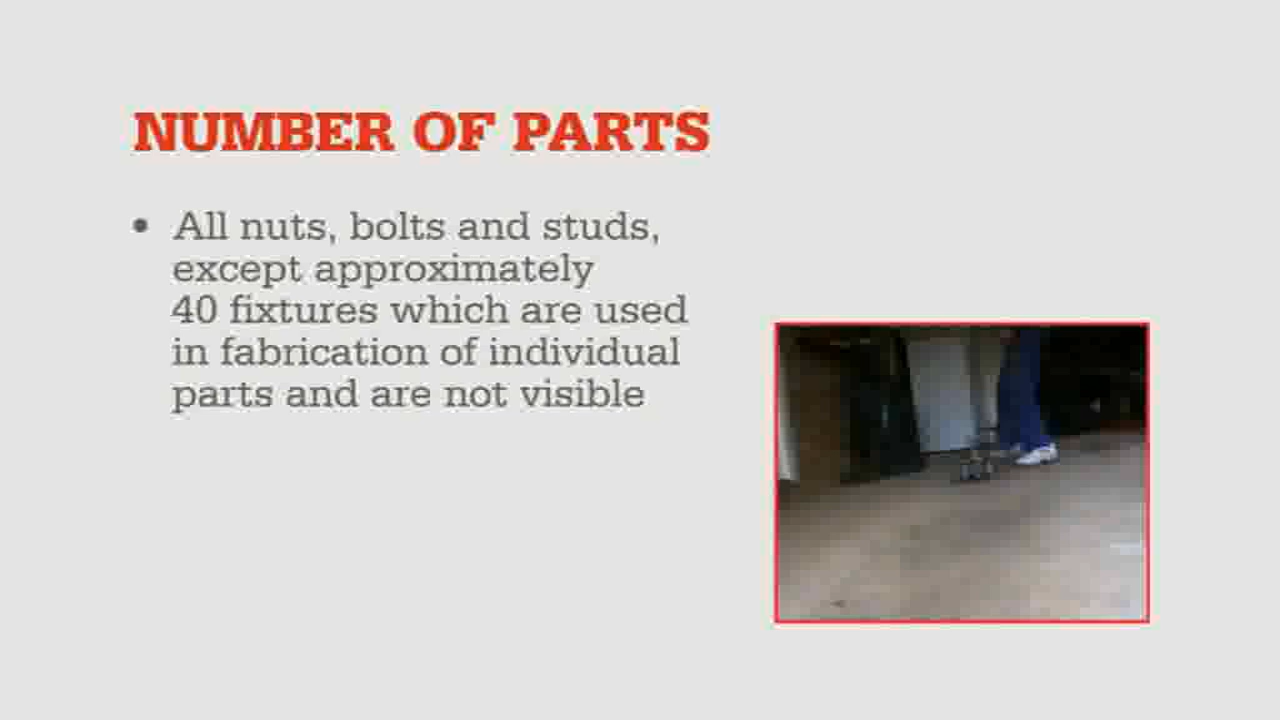 NUMBER OF PARTS
• All nuts, bolts and studs,
except approximately
40 fixtures which are used
in fabrication of individual
parts and are not visible